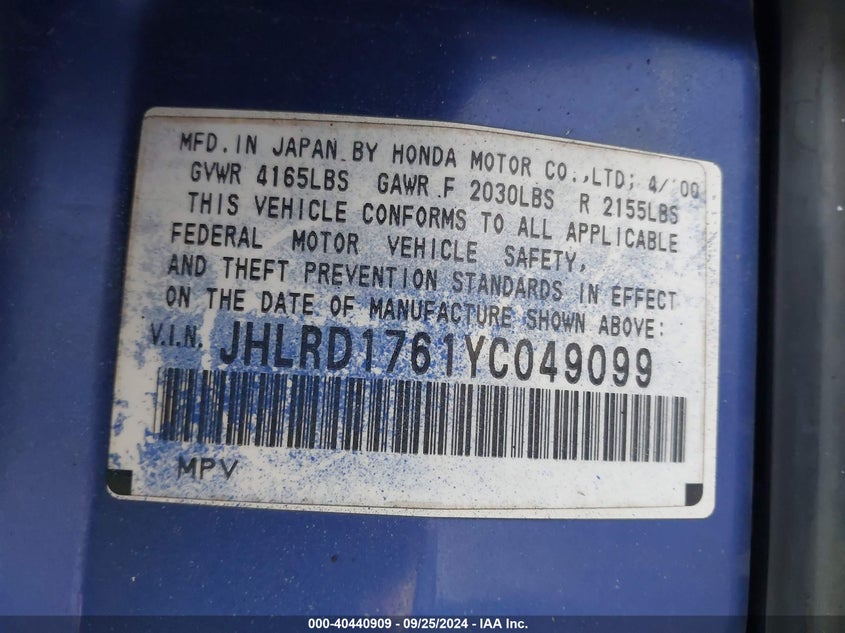 MFD. IN JAPAN BY HONDA MOTOR CO.,LTD; 4/'00
GVWR 4165LBS GAWR F 2030LBS R 2155LBS
THIS VEHICLE CONFORMS TO ALL APPLICABLE
FEDERAL MOTOR VEHICLE SAFETY,
AND THEFT PREVENTION STANDARDS IN EFFECT
ON THE DATE OF MANUFACTURE SHOWN ABOVE:
V.I.N. JHLRD1761YC049099
MPV
000-40440909 - 09/25/2024 - IAA Inc.